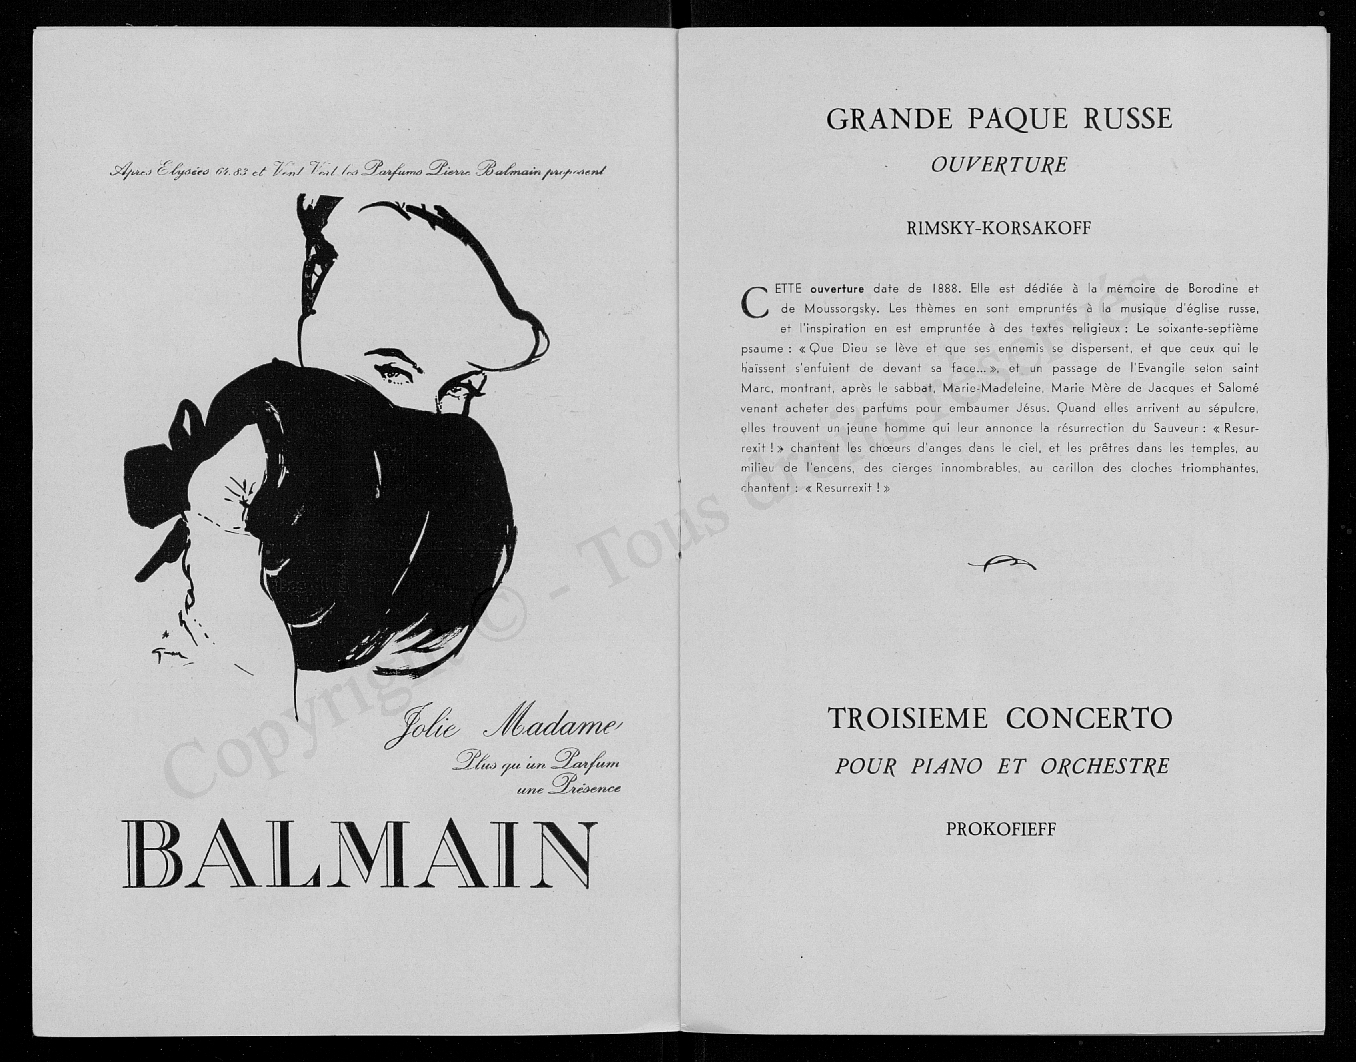 Apres Elysées 64.83 et Vent Vert les Parfums Pierre Balmain proposent
Gruau
Jolie Madame
Plus qu'un Parfum
une Présence
BALMAIN
GRANDE PAQUE RUSSE
OUVERTURE
RIMSKY-KORSAKOFF
CETTE ouverture date de 1888. Elle est dédiée à la mémoire de Borodine et
de Moussorgsky. Les thèmes en sont empruntés à la musique d'église russe,
et l'inspiration en est empruntée à des textes religieux : Le soixante-septième
psaume : « Que Dieu se lève et que ses ennemis se dispersent, et que ceux qui le
haïssent s'enfuient de devant sa face... », et un passage de l'Evangile selon saint
Marc, montrant, après le sabbat, Marie-Madeleine, Marie Mère de Jacques et Salomé
venant acheter des parfums pour embaumer Jésus. Quand elles arrivent au sépulcre,
elles trouvent un jeune homme qui leur annonce la résurrection du Sauveur : « Resur-
rexit ! » chantent les chœurs d'anges dans le ciel, et les prêtres dans les temples, au
milieu de l'encens, des cierges innombrables, au carillon des cloches triomphantes,
chantent : « Resurrexit ! »
TROISIEME CONCERTO
POUR PIANO ET ORCHESTRE
PROKOFIEFF
Copyright © - Tous droits réservés.